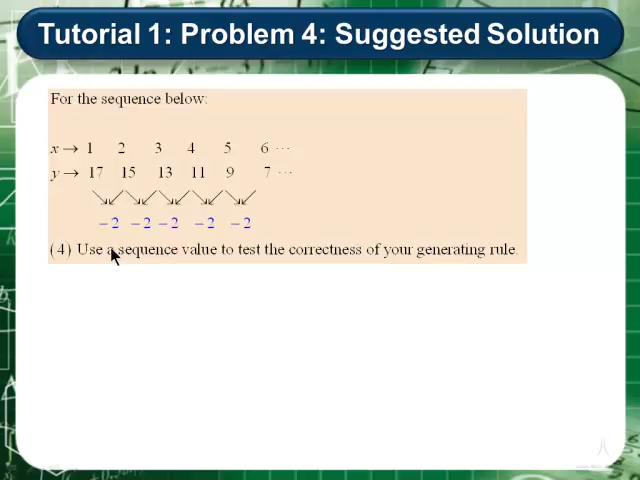 Tutorial 1: Problem 4: Suggested Solution
For the sequence below:
x → 1 2 3 4 5 6 ⋯
y → 17 15 13 11 9 7 ⋯
−2 −2 −2 −2 −2
(4) Use a sequence value to test the correctness of your generating rule.